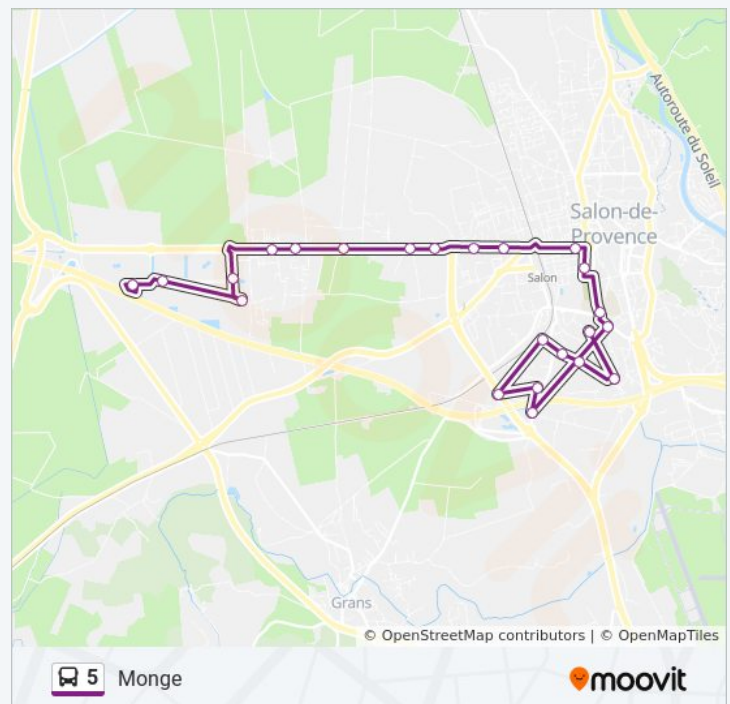 Autoroute du Soleil
Salon-de-
Provence
Salon
Grans
© OpenStreetMap contributors | © OpenMapTiles
5 Monge
moovit